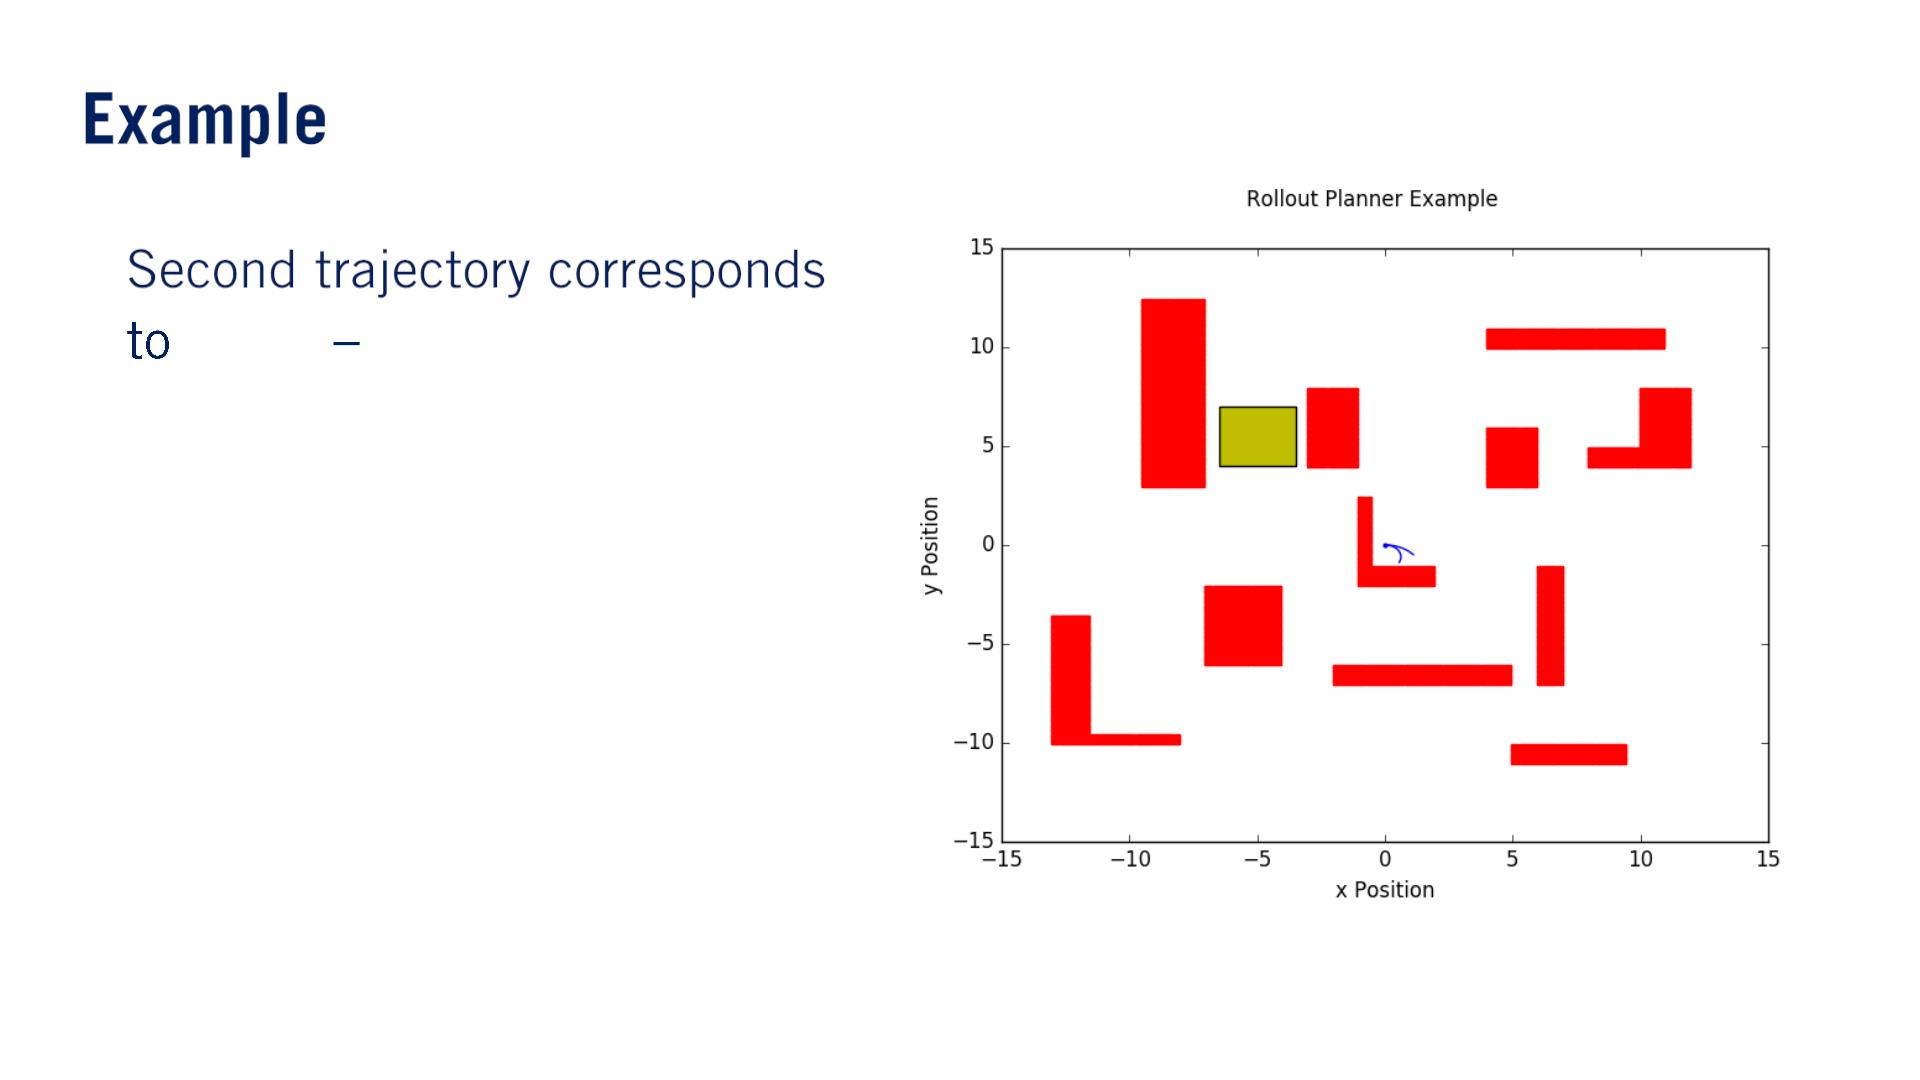 Example
Second trajectory corresponds
to –
Rollout Planner Example
15
10
5
0
−5
−10
−15
y Position
−15 −10 −5 0 5 10 15
x Position